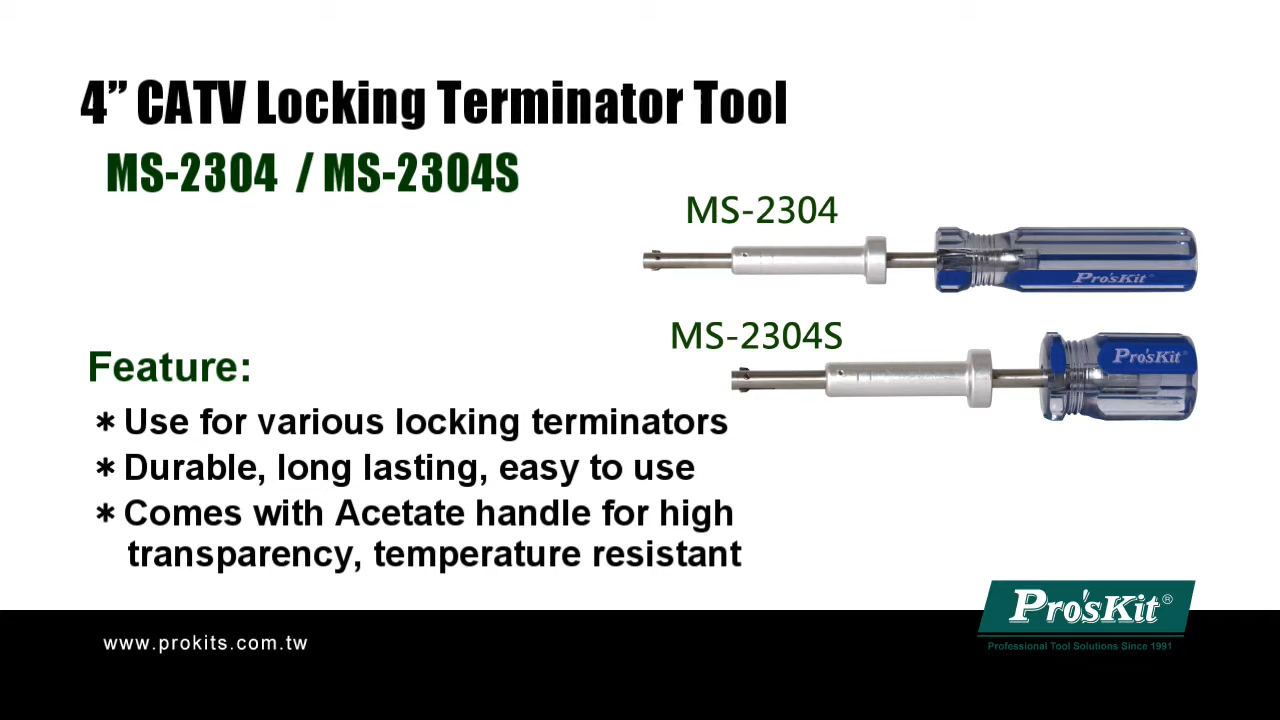 4” CATV Locking Terminator Tool
MS-2304 / MS-2304S
MS-2304
Pro'sKit®
MS-2304S
Pro'sKit®
Feature:
* Use for various locking terminators
* Durable, long lasting, easy to use
* Comes with Acetate handle for high
transparency, temperature resistant
www.prokits.com.tw
Pro'sKit®
Professional Tool Solutions Since 1991